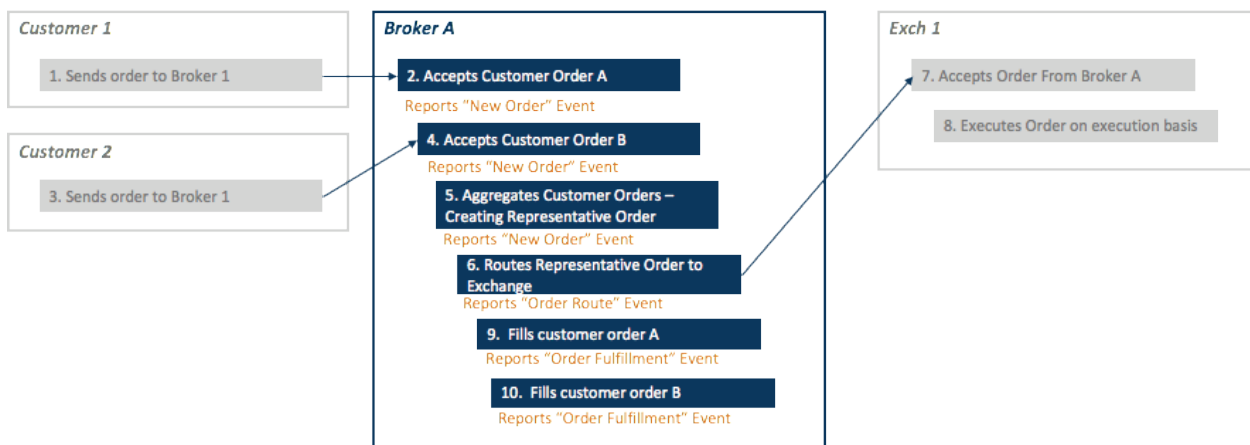 Customer 1
1. Sends order to Broker 1
Customer 2
3. Sends order to Broker 1
Broker A
2. Accepts Customer Order A
Reports “New Order” Event
4. Accepts Customer Order B
Reports “New Order” Event
5. Aggregates Customer Orders –
Creating Representative Order
Reports “New Order” Event
6. Routes Representative Order to
Exchange
Reports “Order Route” Event
9. Fills customer order A
Reports “Order Fulfillment” Event
10. Fills customer order B
Reports “Order Fulfillment” Event
Exch 1
7. Accepts Order From Broker A
8. Executes Order on execution basis